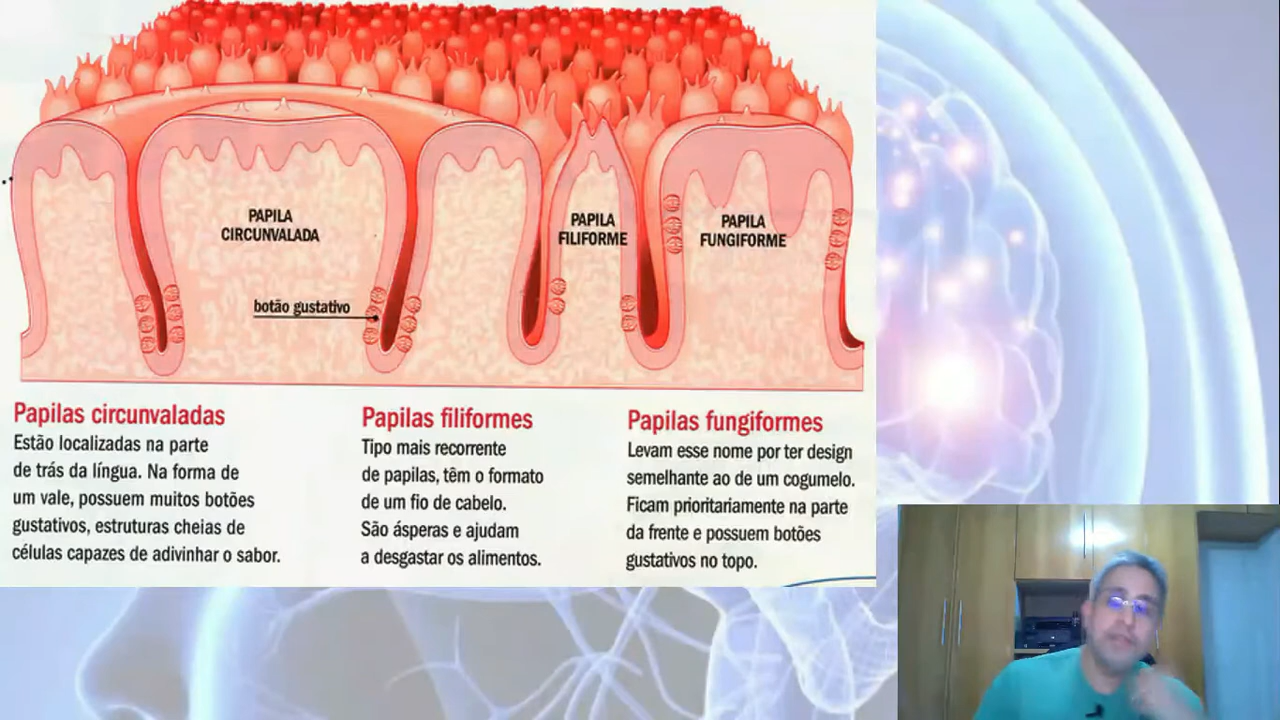 PAPILA
CIRCUNVALADA
PAPILA
FILIFORME
PAPILA
FUNGIFORME
botão gustativo
Papilas circunvaladas
Estão localizadas na parte
de trás da língua. Na forma de
um vale, possuem muitos botões
gustativos, estruturas cheias de
células capazes de adivinhar o sabor.
Papilas filiformes
Tipo mais recorrente
de papilas, têm o formato
de um fio de cabelo.
São ásperas e ajudam
a desgastar os alimentos.
Papilas fungiformes
Levam esse nome por ter design
semelhante ao de um cogumelo.
Ficam prioritariamente na parte
da frente e possuem botões
gustativos no topo.